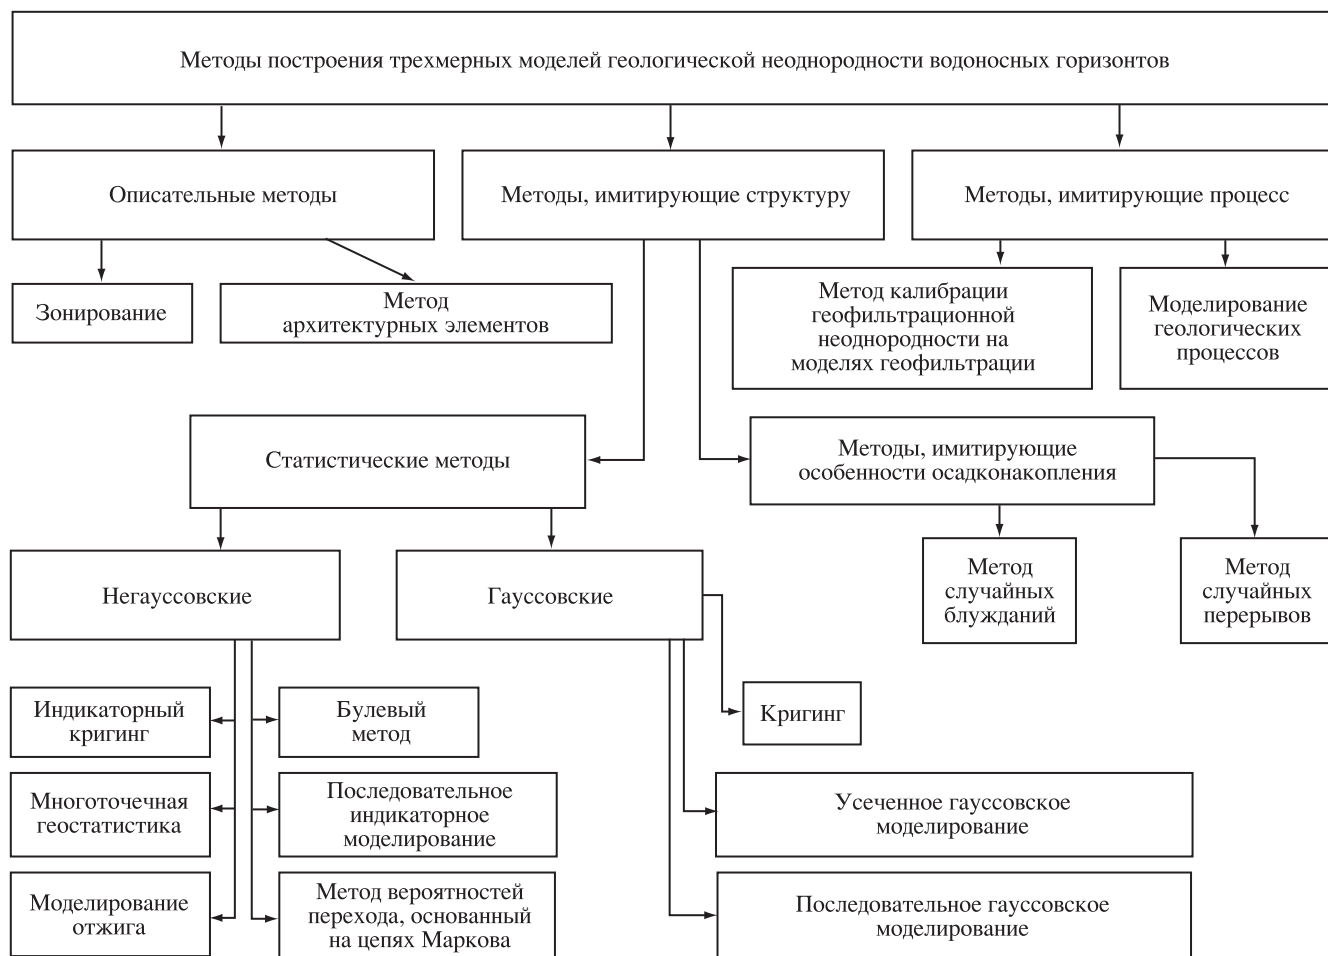 Методы построения трехмерных моделей геологической неоднородности водоносных горизонтов
Описательные методы
Методы, имитирующие структуру
Методы, имитирующие процесс
Зонирование
Метод
архитектурных элементов
Метод калибрации
геофильтрационной
неоднородности на
моделях геофильтрации
Моделирование
геологических
процессов
Статистические методы
Методы, имитирующие
особенности осадконакопления
Негауссовские
Гауссовские
Метод
случайных
блужданий
Метод
случайных
перерывов
Индикаторный
кригинг
Булевый
метод
Кригинг
Многоточечная
геостатистика
Последовательное
индикаторное
моделирование
Усеченное гауссовское
моделирование
Моделирование
отжига
Метод вероятностей
перехода, основанный
на цепях Маркова
Последовательное гауссовское
моделирование